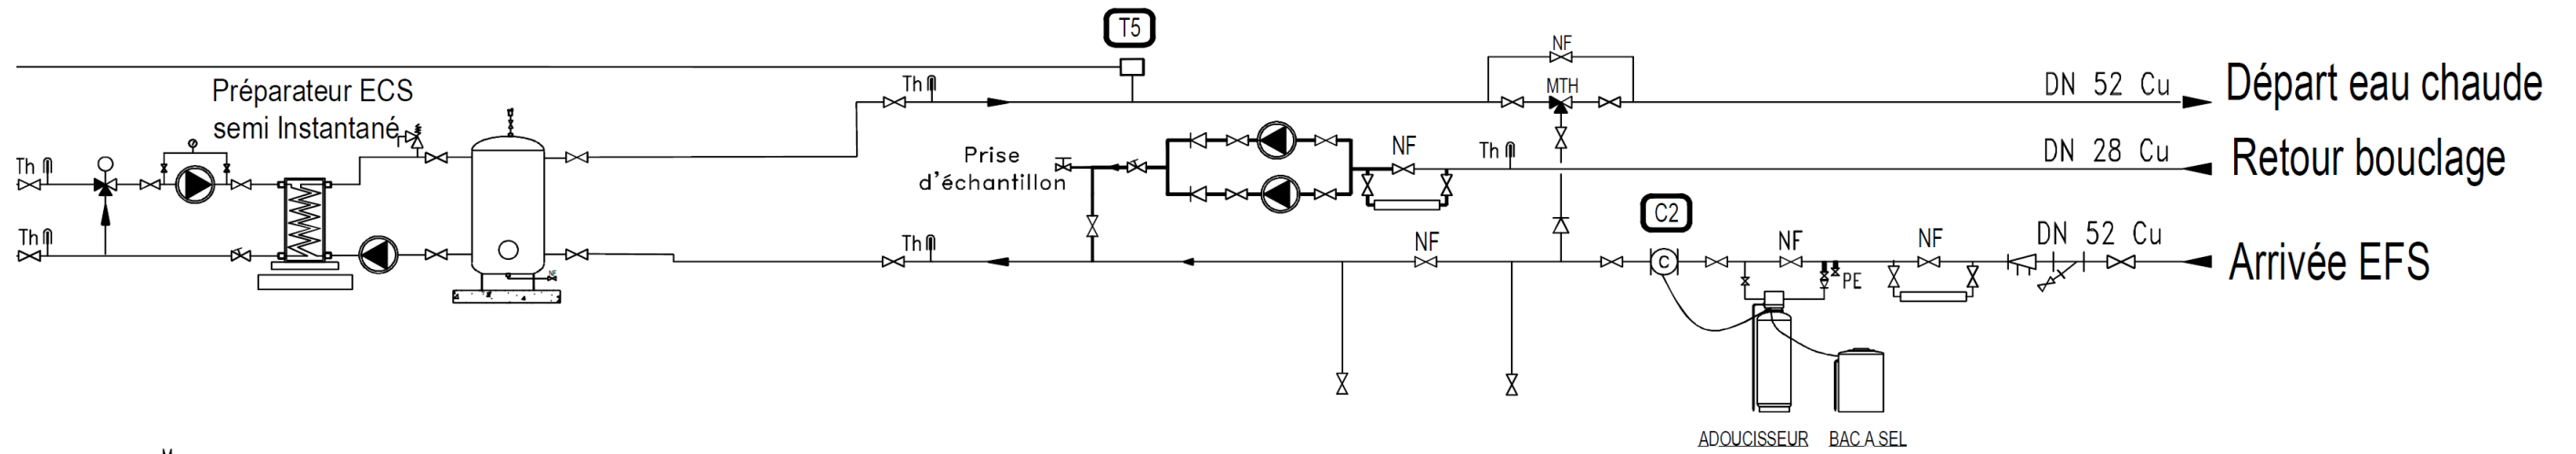 T5
NF
Préparateur ECS
semi Instantané
Th
MTH
DN 52 Cu
Départ eau chaude
Th
Prise
d'échantillon
NF
Th
DN 28 Cu
Retour bouclage
Th
Th
NF
C2
C
NF
NF
DN 52 Cu
Arrivée EFS
NF
PE
ADOUCISSEUR
BAC A SEL